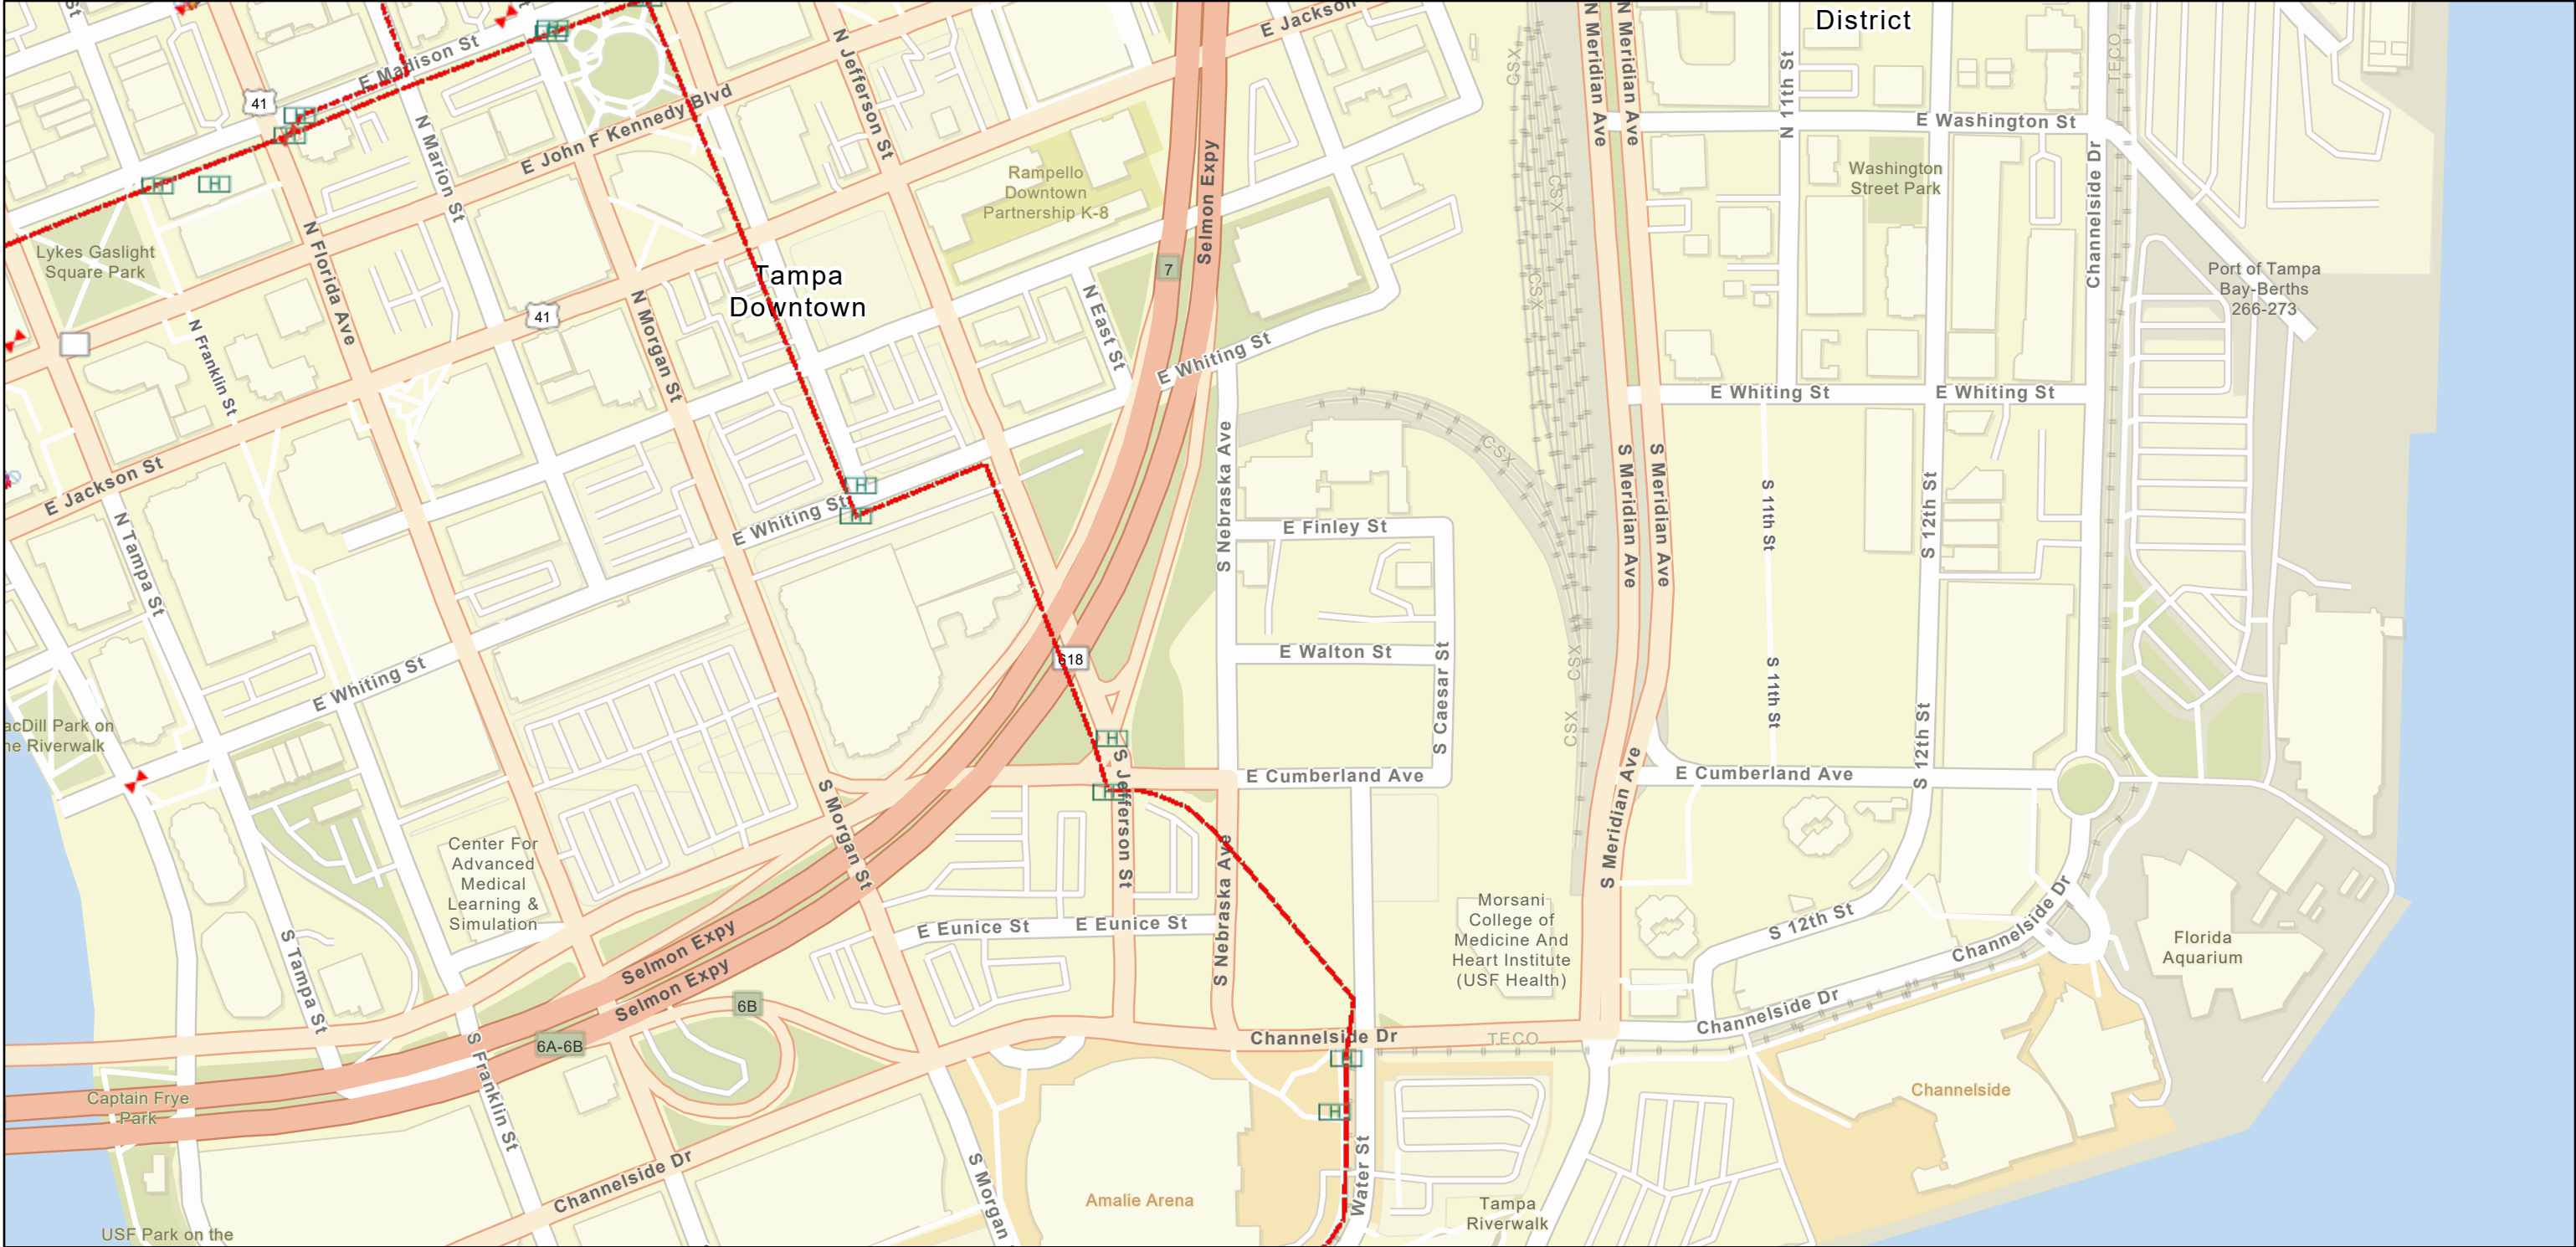 E Jackson St
District
N Meridian Ave
N Meridian Ave
TECO
E Madison St
N Jefferson St
CSX
N 11th St
41
E John F Kennedy Blvd
N Marion St
E Washington St
Rampello
Downtown
Partnership K-8
Selmon Expy
CSX
Washington
Street Park
Channelside Dr
Lykes Gaslight
Square Park
N Florida Ave
7
Tampa
Downtown
CSX
Port of Tampa
Bay-Berths
266-273
41
N Franklin St
N Morgan St
N East St
E Whiting St
E Whiting St
E Whiting St
E Jackson St
N Tampa St
H
H
H
H
H
H
H
E Whiting St
S Nebraska Ave
CSX
E Finley St
S Meridian Ave
S Meridian Ave
S 11th St
S 12th St
618
E Whiting St
E Walton St
S Caesar St
CSX
CSX
S 11th St
S 12th St
acDill Park on
he Riverwalk
H
H
S Jefferson St
E Cumberland Ave
E Cumberland Ave
S Meridian Ave
S Morgan St
Center For
Advanced
Medical
Learning &
Simulation
S Nebraska Ave
E Eunice St
E Eunice St
Morsani
College of
Medicine And
Heart Institute
(USF Health)
S 12th St
Channelside Dr
Florida
Aquarium
S Tampa St
Selmon Expy
Selmon Expy
6B
6A-6B
Channelside Dr
TECO
Channelside Dr
H
H
S Franklin St
Captain Frye
Park
Channelside
Channelside Dr
S Morgan
Amalie Arena
Water St
Tampa
Riverwalk
USF Park on the